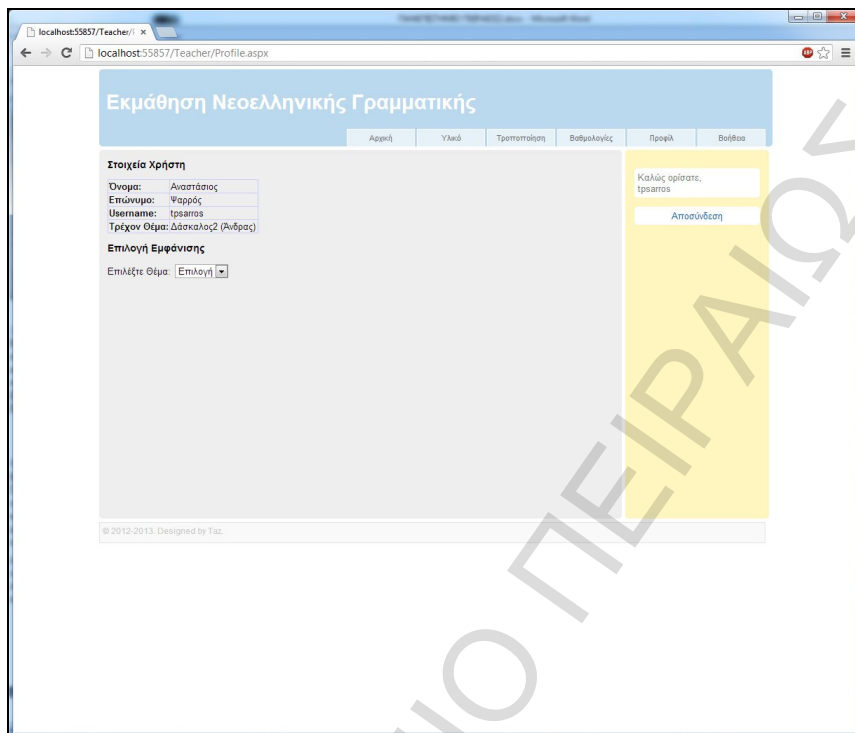 localhost:55857/Teacher/
localhost:55857/Teacher/Profile.aspx
Εκμάθηση Νεοελληνικής Γραμματικής
Αρχική Υλικό Τροποποίηση Βαθμολογίες Προφίλ Βοήθεια
Στοιχεία Χρήστη
Όνομα: Αναστάσιος
Επώνυμο: Ψαρρός
Username: tpsarros
Τρέχον Θέμα: Δάσκαλος2 (Άνδρας)
Επιλογή Εμφάνισης
Επιλέξτε Θέμα: Επιλογή
Καλώς ορίσατε,
tpsarros
Αποσύνδεση
© 2012-2013. Designed by Taz.
ΠΕΙΡΑΙΩΣ